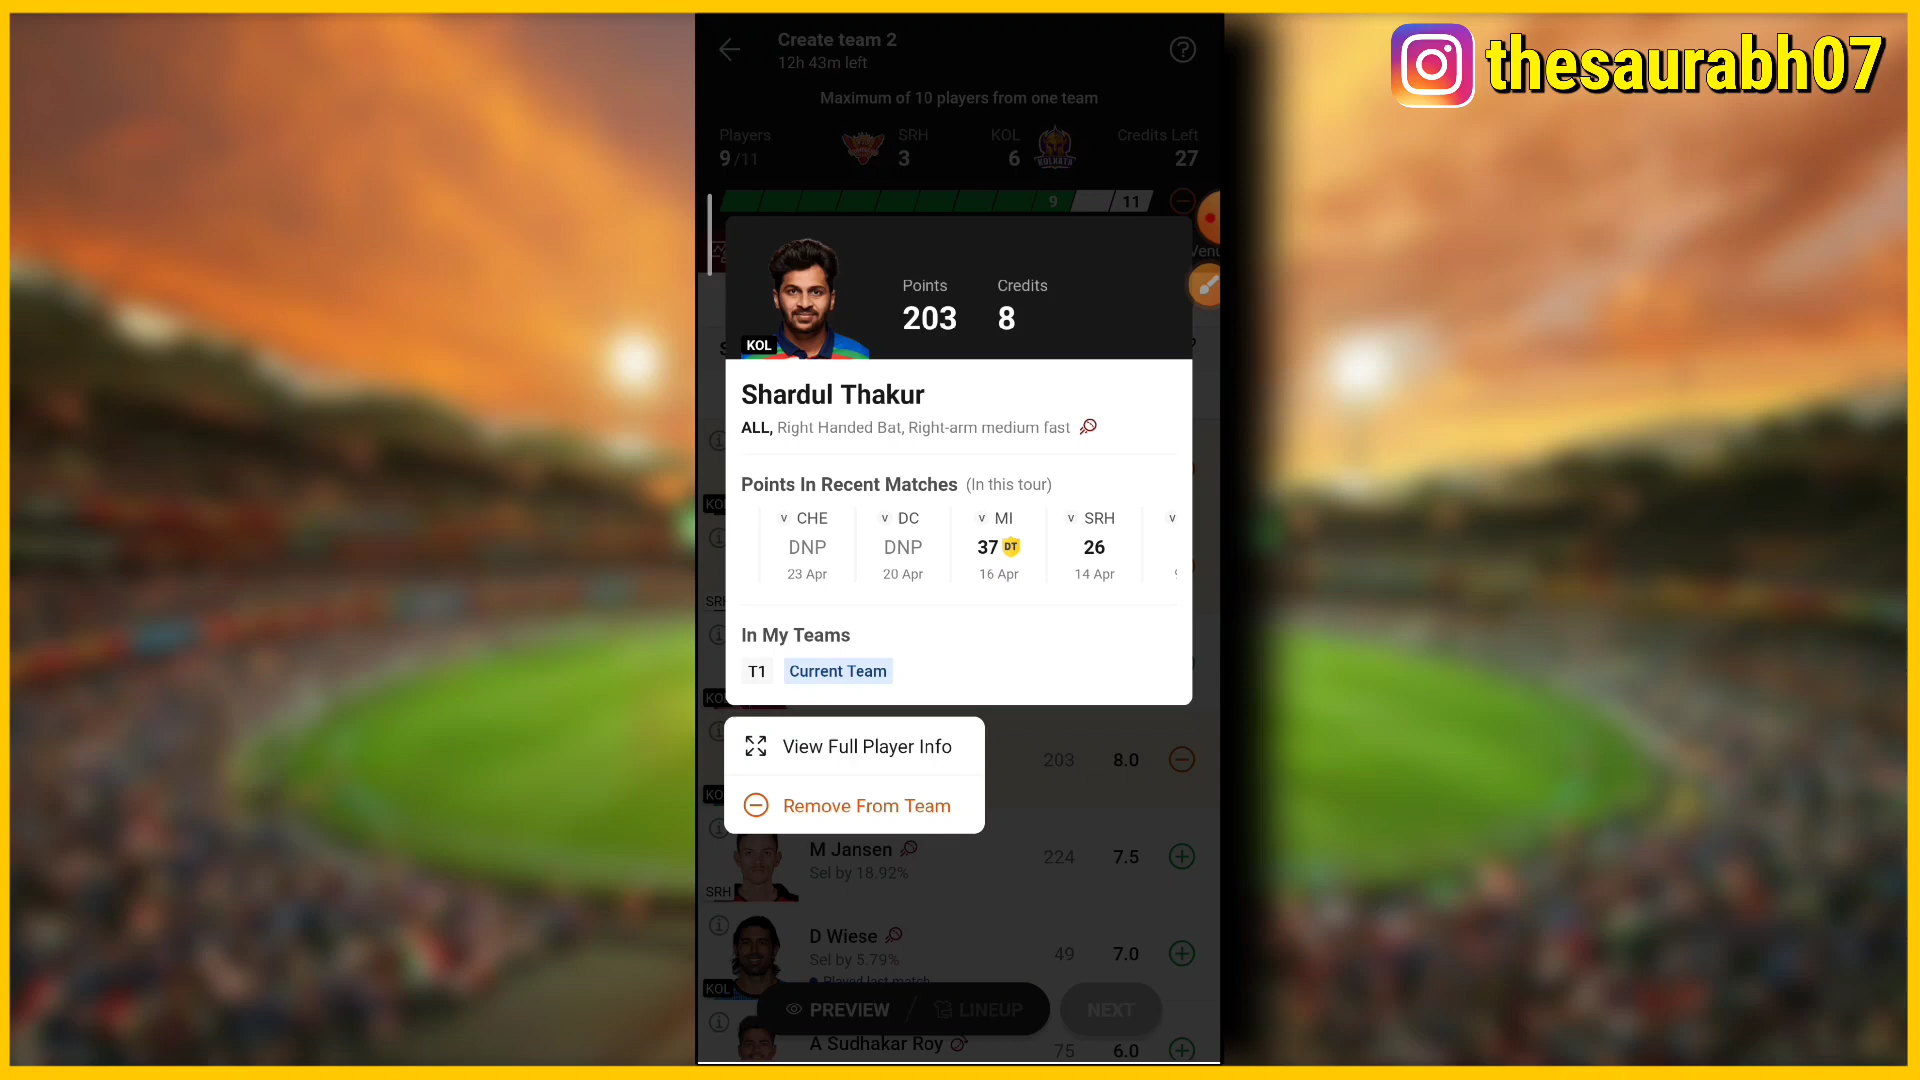 thesaurabh07
Create team 2
12h 43m left
Maximum of 10 players from one team
Players SRH KOL Credits Left
9/11 3 6 27
KOLKATA
9 11
Venu
Points Credits
203 8
KOL
Shardul Thakur
ALL, Right Handed Bat, Right-arm medium fast
Points In Recent Matches (In this tour)
v CHE v DC v MI v SRH v
DNP DNP 37 DT 26
23 Apr 20 Apr 16 Apr 14 Apr
In My Teams
T1 Current Team
View Full Player Info
203 8.0
Remove From Team
M Jansen 224 7.5
Sel by 18.92%
SRH
D Wiese 49 7.0
Sel by 5.79%
Played last match
KOL
PREVIEW / LINEUP NEXT
A Sudhakar Roy 75 6.0